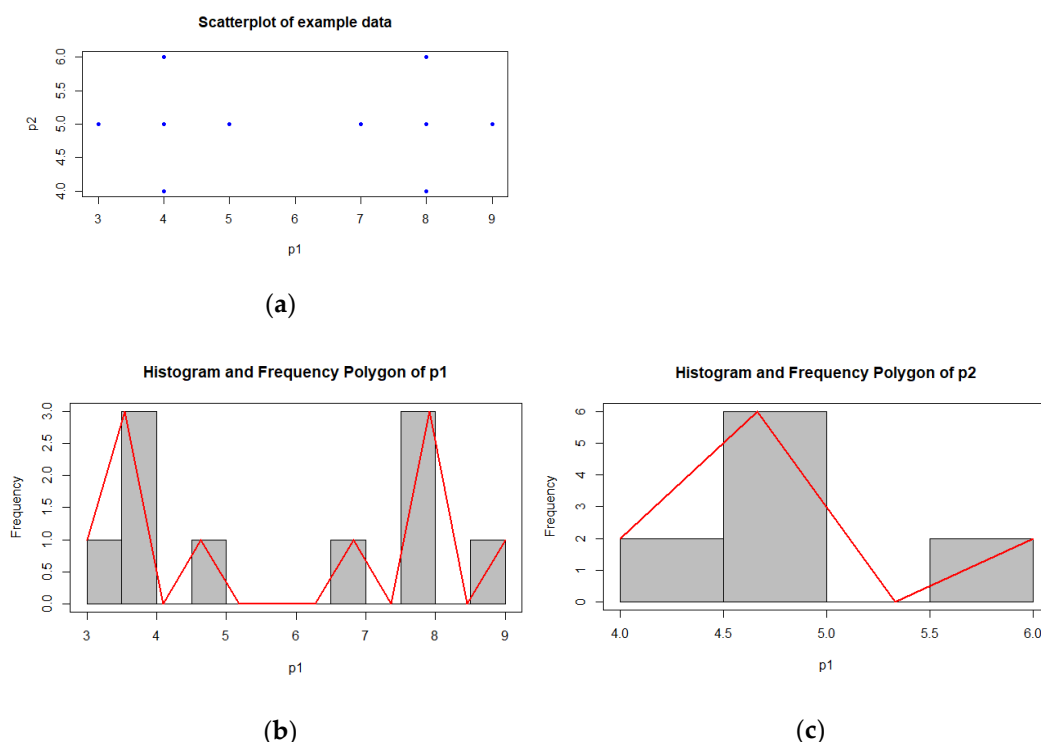 Scatterplot of example data
p2
4.0 4.5 5.0 5.5 6.0
3 4 5 6 7 8 9
p1
(a)
Histogram and Frequency Polygon of p1
Frequency
0.0 0.5 1.0 1.5 2.0 2.5 3.0
3 4 5 6 7 8 9
p1
(b)
Histogram and Frequency Polygon of p2
Frequency
0 1 2 3 4 5 6
4.0 4.5 5.0 5.5 6.0
p1
(c)